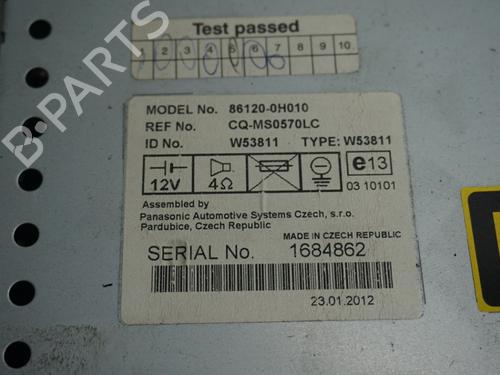 Test passed
1 2 3 4 5 6 7 8 9 10
MODEL No. 86120-0H010
REF No. CQ-MS0570LC
ID No. W53811 TYPE: W53811
12V 4Ω e13
03 10101
Assembled by
Panasonic Automotive Systems Czech, s.r.o.
Pardubice, Czech Republic
MADE IN CZECH REPUBLIC
SERIAL No. 1684862
23.01.2012
B-PARTS